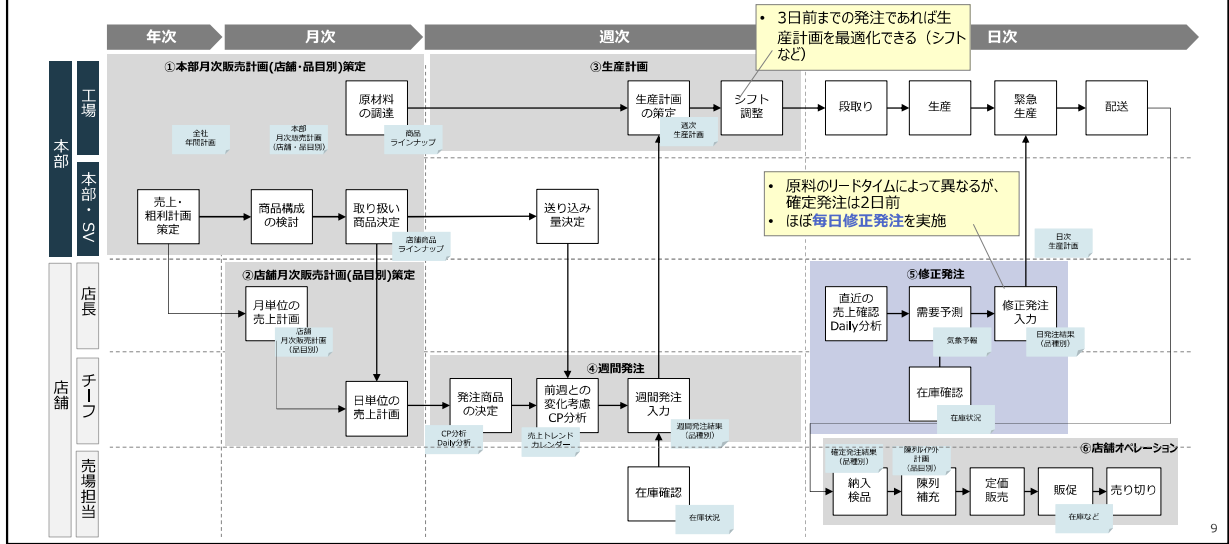 年次
月次
週次
日次
・ 3日前までの発注であれば生
産計画を最適化できる（シフト
など）
本部
工場
本部・SV
店舗
店長
チーフ
売場担当
①本部月次販売計画(店舗・品目別)策定
原材料
の調達
全社
年間計画
本部
月次販売計画
(店舗・品目別)
商品
ラインナップ
売上・
粗利計画
策定
商品構成
の検討
取り扱い
商品決定
店舗商品
ラインナップ
②店舗月次販売計画(品目別)策定
月単位の
売上計画
店舗
月次販売計画
(品目別)
日単位の
売上計画
③生産計画
生産計画
の策定
週次
生産計画
シフト
調整
送り込み
量決定
④週間発注
発注商品
の決定
CP分析
Daily分析
前週との
変化考慮
CP分析
売上トレンド
カレンダー
週間発注
入力
週間発注結果
(品種別)
在庫確認
在庫状況
段取り
生産
緊急
生産
配送
・ 原料のリードタイムによって異なるが、
確定発注は2日前
・ ほぼ毎日修正発注を実施
日次
生産計画
⑤修正発注
直近の
売上確認
Daily分析
需要予測
気象予報
修正発注
入力
日発注結果
(品種別)
在庫確認
在庫状況
⑥店舗オペレーション
確定発注結果
(品種別)
納入
検品
陳列レイアウト
計画
(品目別)
陳列
補充
定価
販売
販促
在庫など
売り切り
9